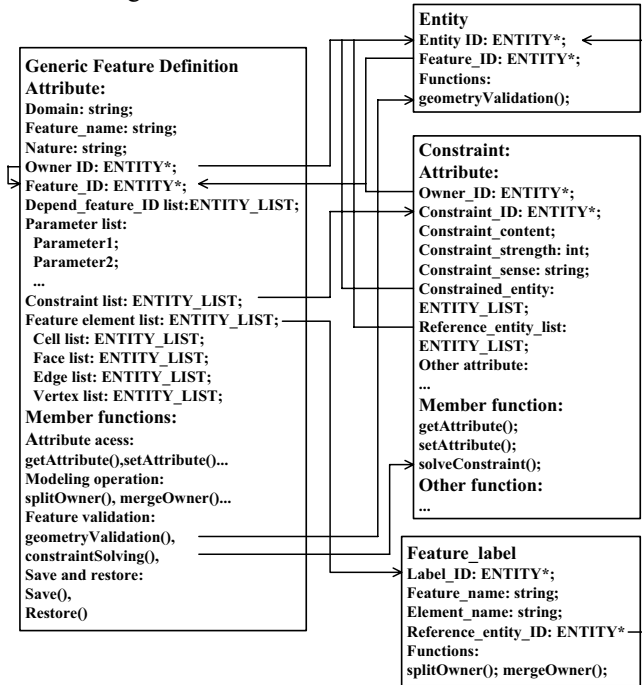 Generic Feature Definition
Attribute:
Domain: string;
Feature_name: string;
Nature: string;
Owner ID: ENTITY*;
Feature_ID: ENTITY*;
Depend_feature_ID list:ENTITY_LIST;
Parameter list:
Parameter1;
Parameter2;
...
Constraint list: ENTITY_LIST;
Feature element list: ENTITY_LIST;
Cell list: ENTITY_LIST;
Face list: ENTITY_LIST;
Edge list: ENTITY_LIST;
Vertex list: ENTITY_LIST;
Member functions:
Attribute acess:
getAttribute(),setAttribute()...
Modeling operation:
splitOwner(), mergeOwner()...
Feature validation:
geometryValidation(),
constraintSolving(),
Save and restore:
Save(),
Restore()
Entity
Entity ID: ENTITY*;
Feature_ID: ENTITY*;
Functions:
geometryValidation();
Constraint:
Attribute:
Owner_ID: ENTITY*;
Constraint_ID: ENTITY*;
Constraint_content;
Constraint_strength: int;
Constraint_sense: string;
Constrained_entity:
ENTITY_LIST;
Reference_entity_list:
ENTITY_LIST;
Other attribute:
...
Member function:
getAttribute();
setAttribute();
solveConstraint();
Other function:
...
Feature_label
Label_ID: ENTITY*;
Feature_name: string;
Element_name: string;
Reference_entity_ID: ENTITY*
Functions:
splitOwner(); mergeOwner();